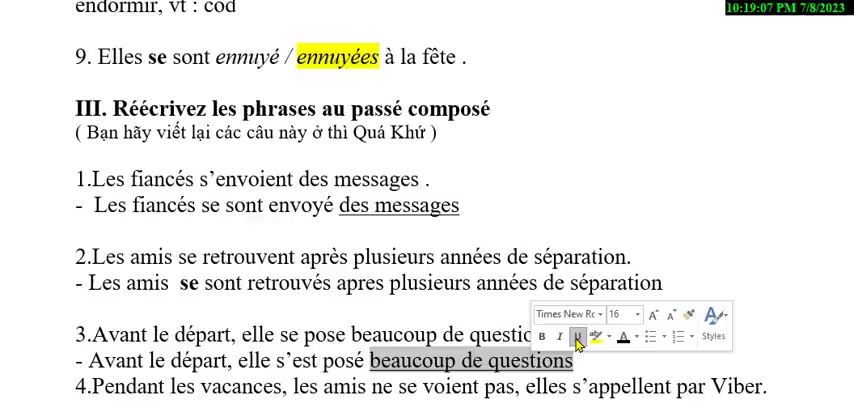 10:19:07 PM 7/8/2023
endormir, vt : cod
9. Elles se sont ennuyé / ennuyées à la fête .
III. Réécrivez les phrases au passé composé
( Bạn hãy viết lại các câu này ở thì Quá Khứ )
1.Les fiancés s’envoient des messages .
- Les fiancés se sont envoyé des messages
2.Les amis se retrouvent après plusieurs années de séparation.
- Les amis se sont retrouvés apres plusieurs années de séparation
Times New Rc 16 A A A
3.Avant le départ, elle se pose beaucoup de questio
B I U aby A Styles
- Avant le départ, elle s’est posé beaucoup de questions
4.Pendant les vacances, les amis ne se voient pas, elles s’appellent par Viber.